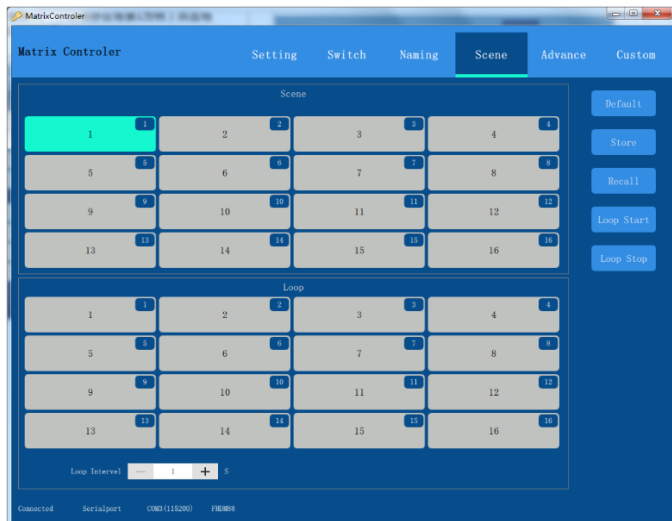 MatrixControler
Matrix Controler
Setting Switch Naming Scene Advance Custom
Scene
1 1 2 2 3 3 4 4
5 5 6 6 7 7 8 8
9 9 10 10 11 11 12 12
13 13 14 14 15 15 16 16
Default
Store
Recall
Loop Start
Loop Stop
Loop
1 1 2 2 3 3 4 4
5 5 6 6 7 7 8 8
9 9 10 10 11 11 12 12
13 13 14 14 15 15 16 16
Loop Intervel — 1 + S
Connected Serialport COM3(115200)